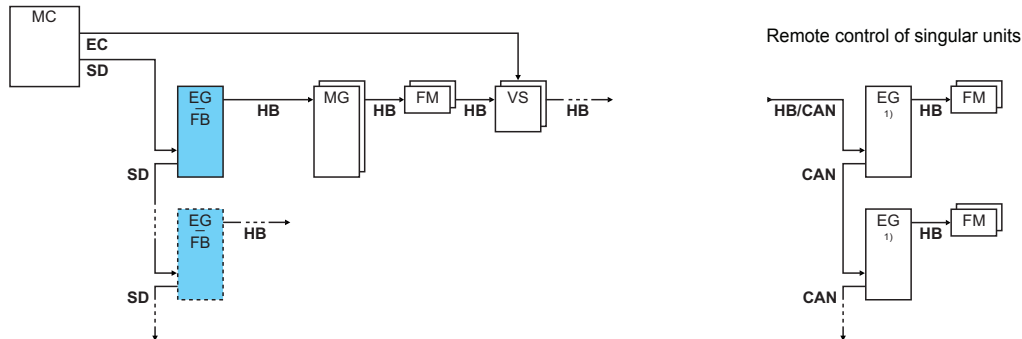 MC
EC
SD
EG
FB
HB
MG
HB
FM
HB
VS
HB
SD
EG
FB
HB
SD
Remote control of singular units
HB/CAN
EG
1)
HB
FM
CAN
EG
1)
HB
FM
CAN